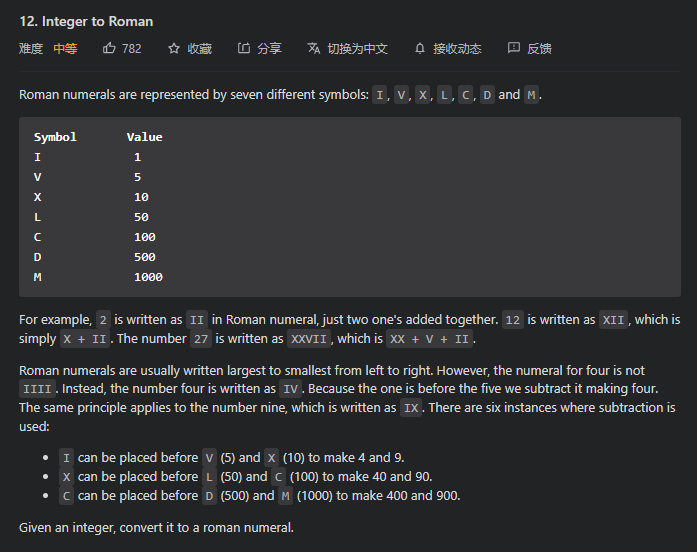 12. Integer to Roman
难度 中等 782 收藏 分享 切换为中文 接收动态 反馈
Roman numerals are represented by seven different symbols: I, V, X, L, C, D and M.
Symbol Value
I 1
V 5
X 10
L 50
C 100
D 500
M 1000
For example, 2 is written as II in Roman numeral, just two one's added together. 12 is written as XII, which is
simply X + II. The number 27 is written as XXVII, which is XX + V + II.
Roman numerals are usually written largest to smallest from left to right. However, the numeral for four is not
IIII. Instead, the number four is written as IV. Because the one is before the five we subtract it making four.
The same principle applies to the number nine, which is written as IX. There are six instances where subtraction is
used:
• I can be placed before V (5) and X (10) to make 4 and 9.
• X can be placed before L (50) and C (100) to make 40 and 90.
• C can be placed before D (500) and M (1000) to make 400 and 900.
Given an integer, convert it to a roman numeral.